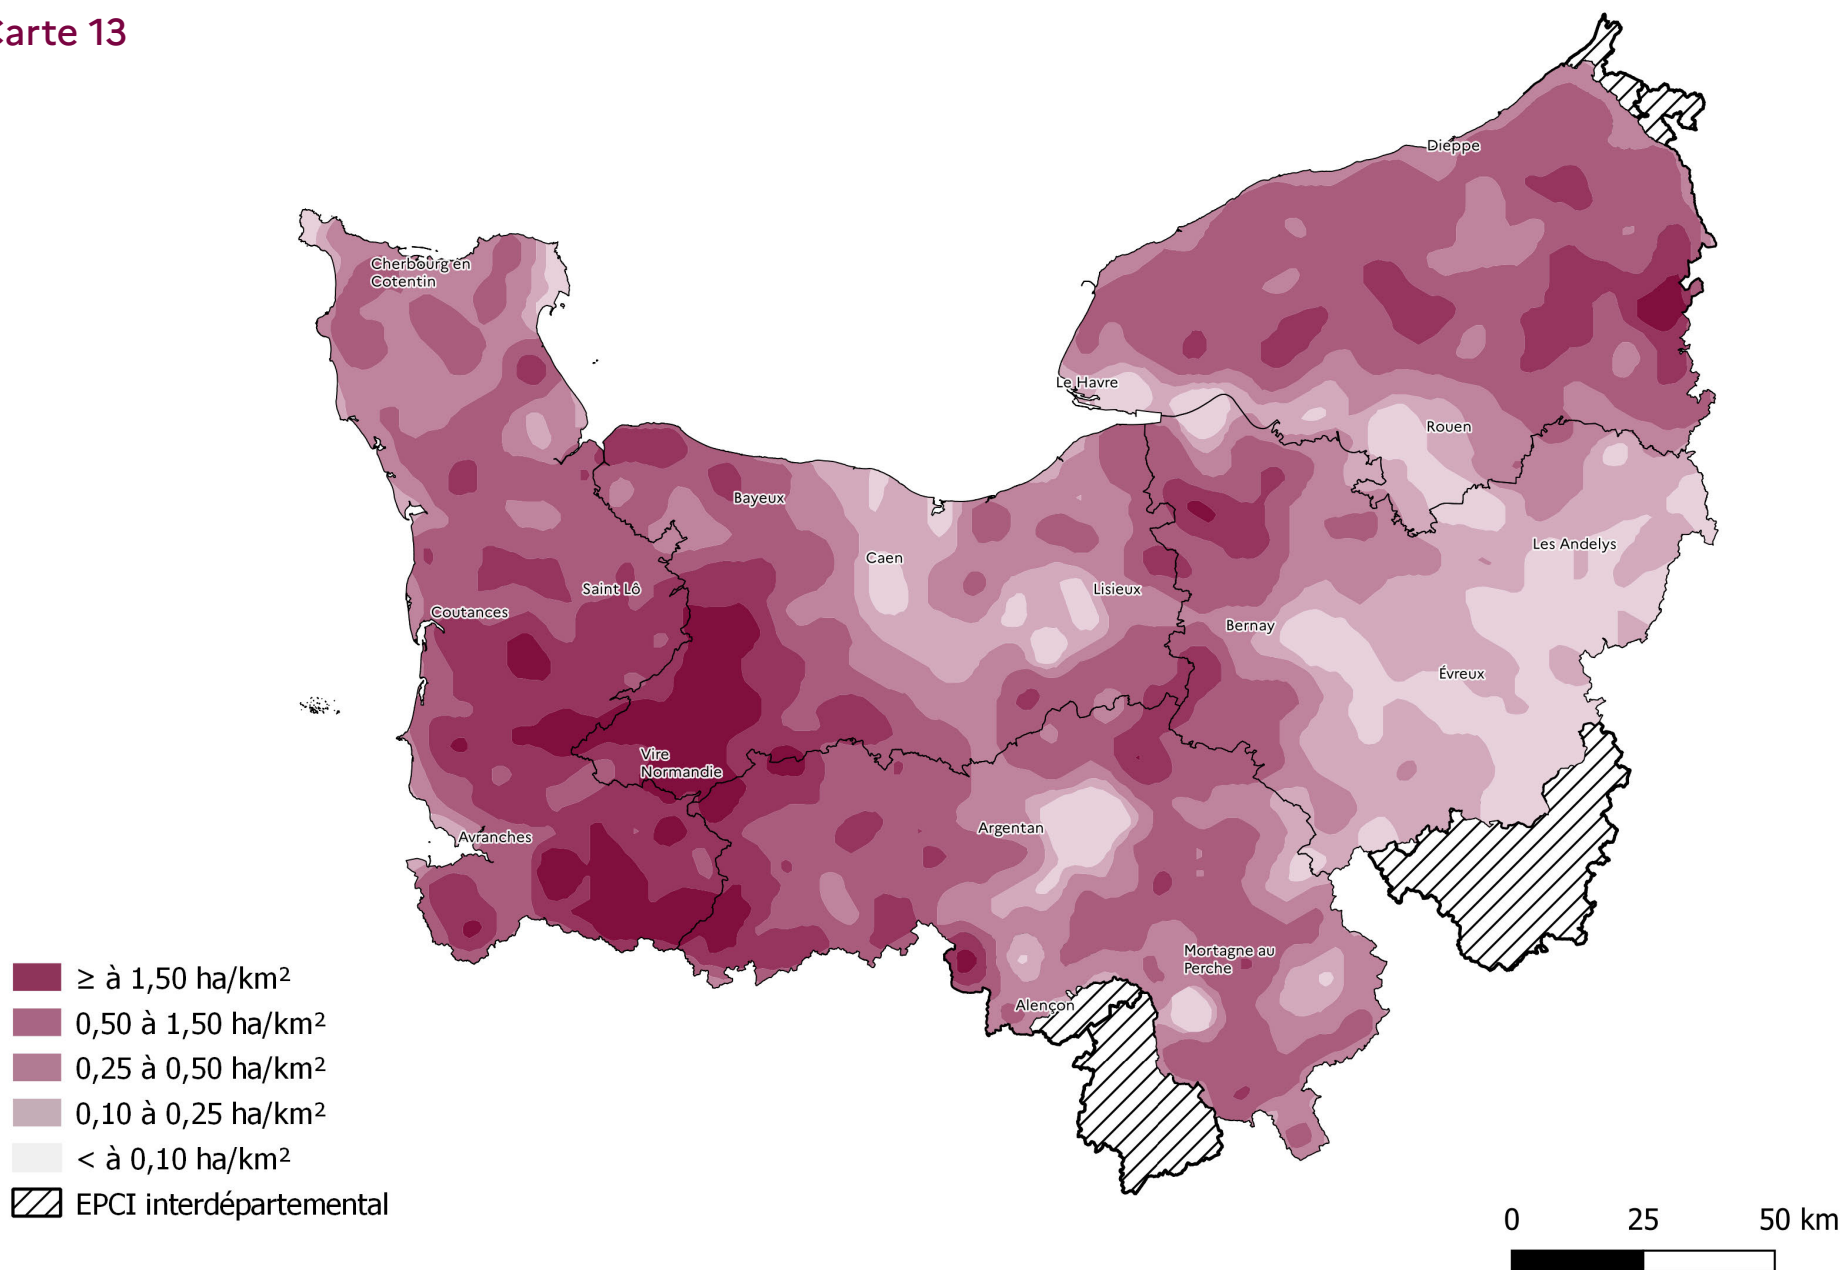 Carte 13
Dieppe
Cherbourg en
Cotentin
Le Havre
Rouen
Bayeux
Caen
Les Andelys
Saint Lô
Lisieux
Coutances
Bernay
Évreux
Vire
Normandie
Argentan
Avranches
Mortagne au
Perche
Alençon
≥ à 1,50 ha/km²
0,50 à 1,50 ha/km²
0,25 à 0,50 ha/km²
0,10 à 0,25 ha/km²
< à 0,10 ha/km²
EPCI interdépartemental
0 25 50 km